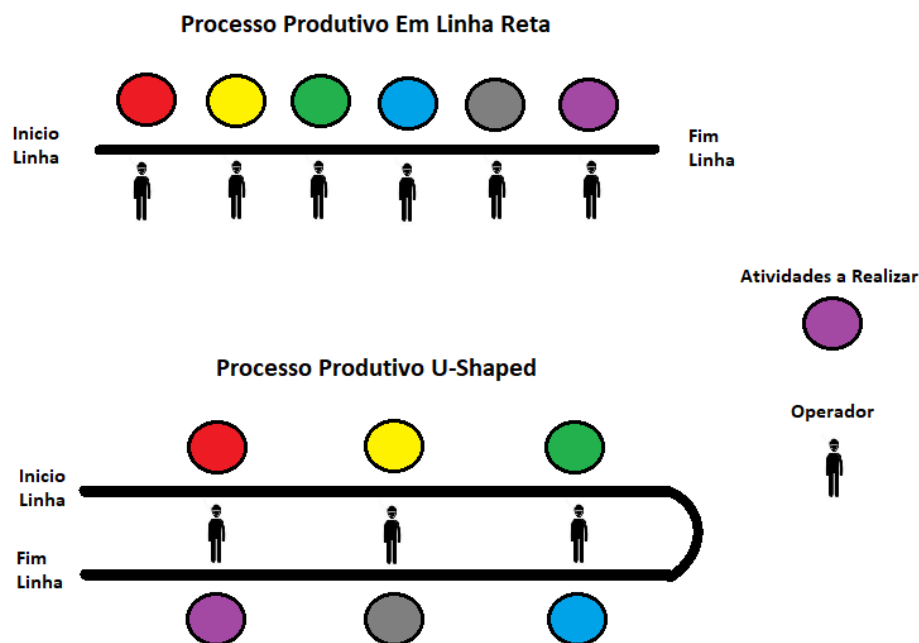 Processo Produtivo Em Linha Reta
Inicio
Linha
Fim
Linha
Atividades a Realizar
Processo Produtivo U-Shaped
Operador
Inicio
Linha
Fim
Linha